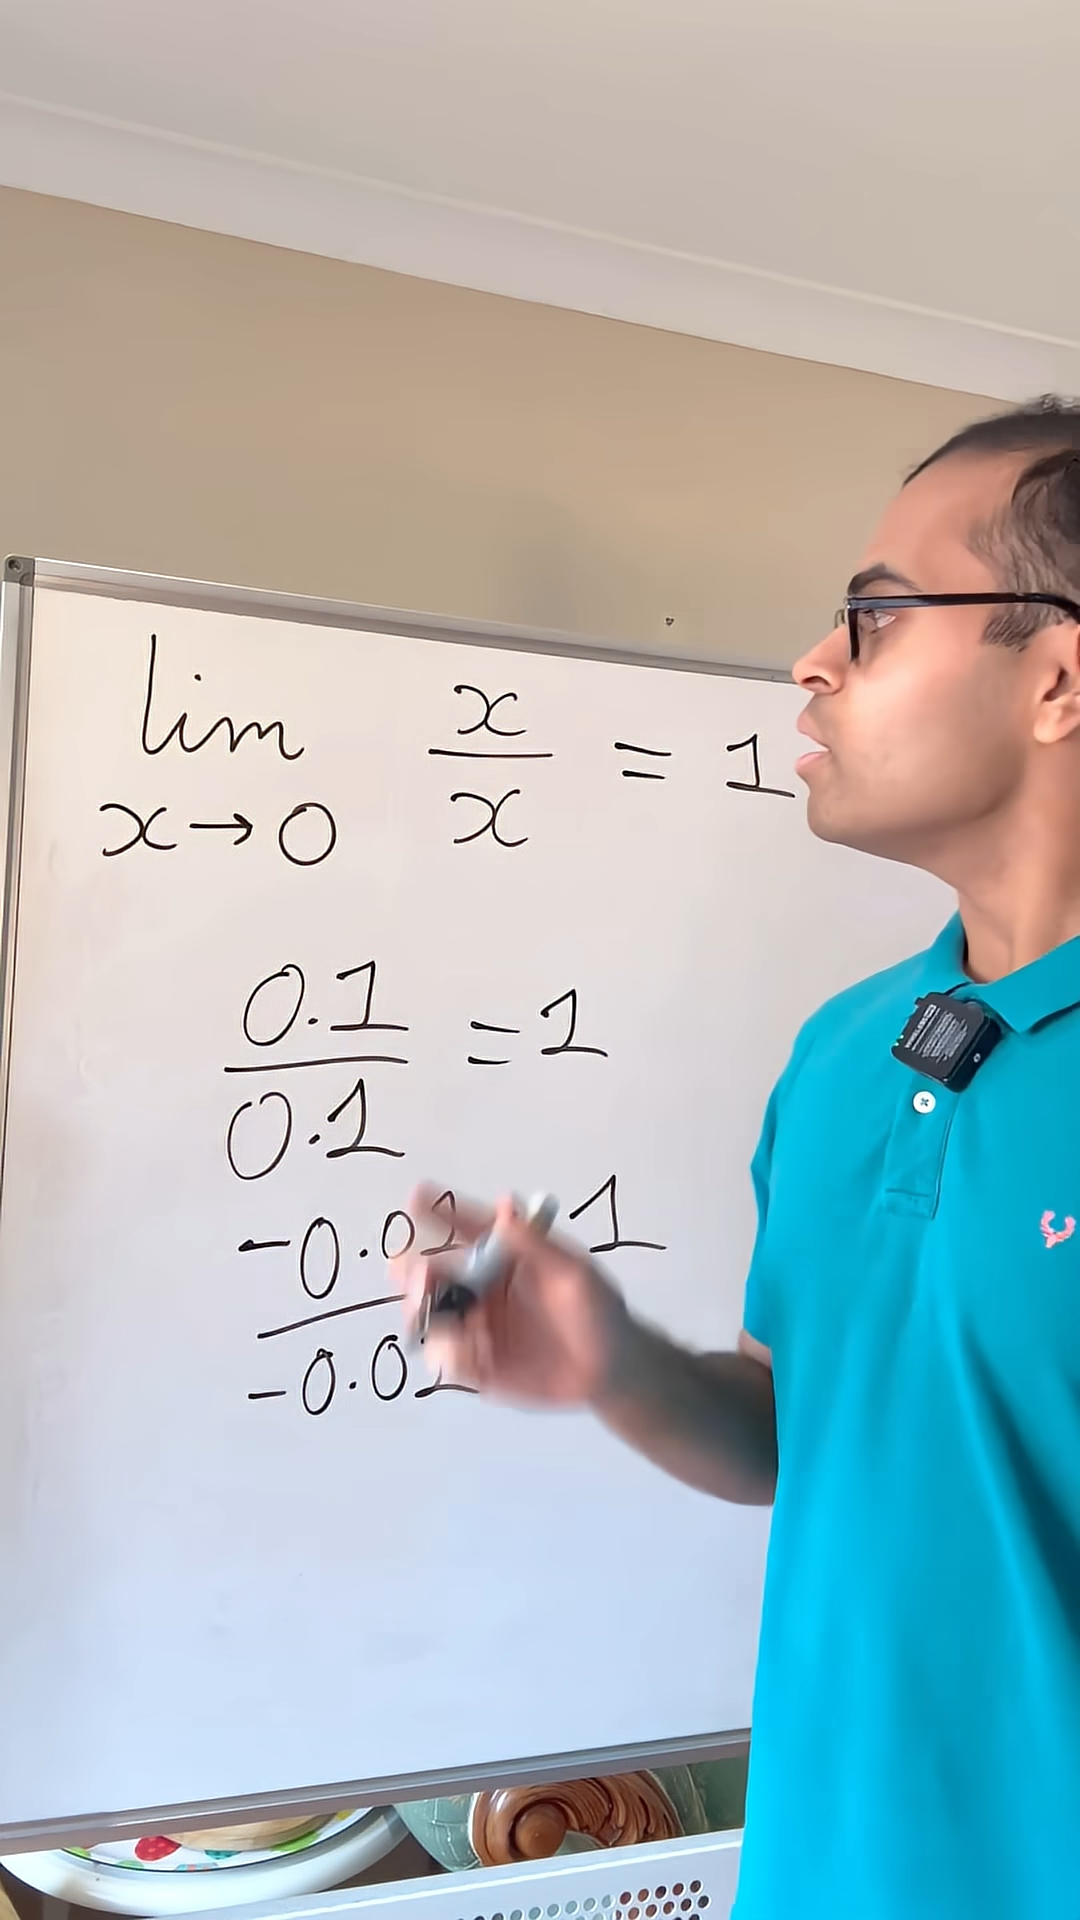 lim x/x = 1
x→0
0.1/0.1 = 1
-0.01/-0.01 1